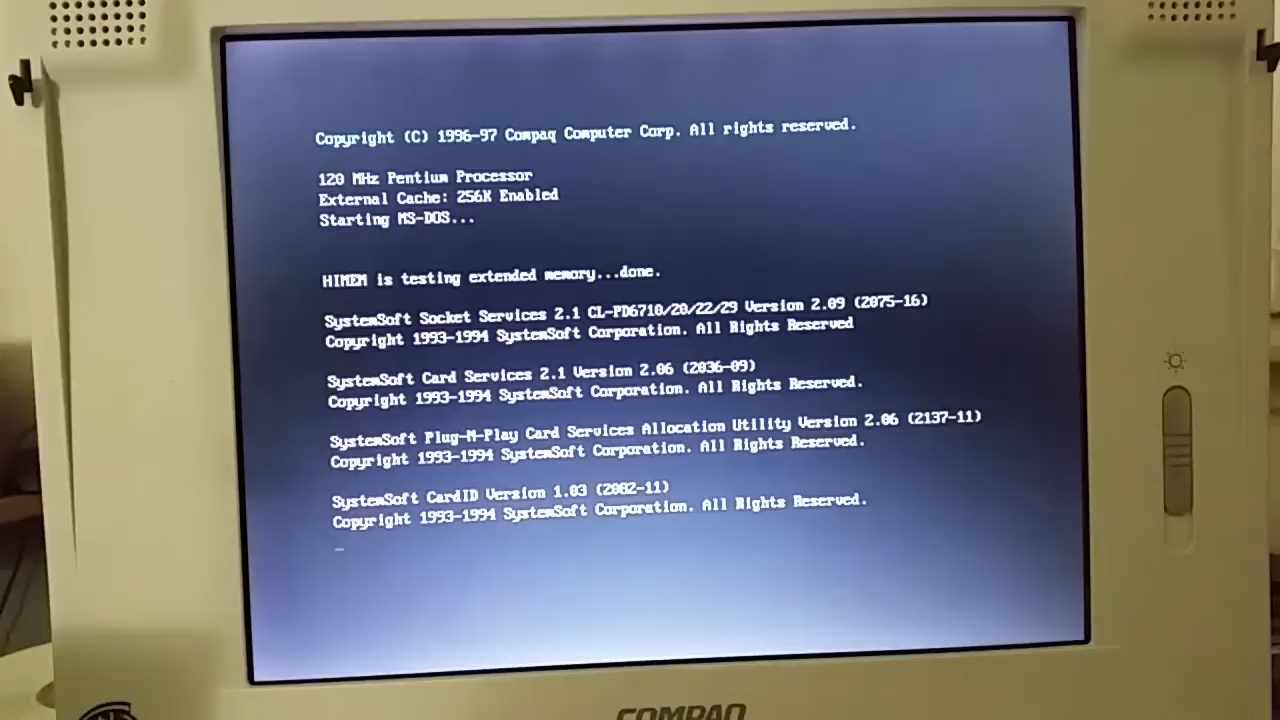 Copyright (C) 1996-97 Compaq Computer Corp. All rights reserved.
120 MHz Pentium Processor
External Cache: 256K Enabled
Starting MS-DOS...
HIMEM is testing extended memory...done.
SystemSoft Socket Services 2.1 CL-PD6710/20/22/29 Version 2.09 (2075-16)
Copyright 1993-1994 SystemSoft Corporation. All Rights Reserved
SystemSoft Card Services 2.1 Version 2.06 (2036-09)
Copyright 1993-1994 SystemSoft Corporation. All Rights Reserved.
SystemSoft Plug-N-Play Card Services Allocation Utility Version 2.06 (2137-11)
Copyright 1993-1994 SystemSoft Corporation. All Rights Reserved.
SystemSoft CardID Version 1.03 (2082-11)
Copyright 1993-1994 SystemSoft Corporation. All Rights Reserved.
_
COMPAQ